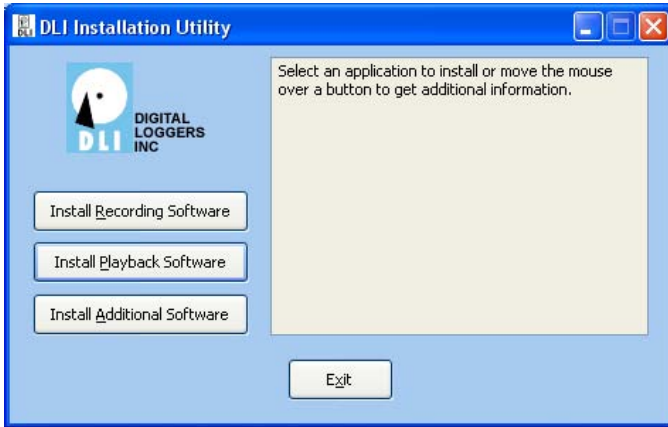 DLI Installation Utility
DLI
DIGITAL
LOGGERS
INC
Select an application to install or move the mouse
over a button to get additional information.
Install Recording Software
Install Playback Software
Install Additional Software
Exit